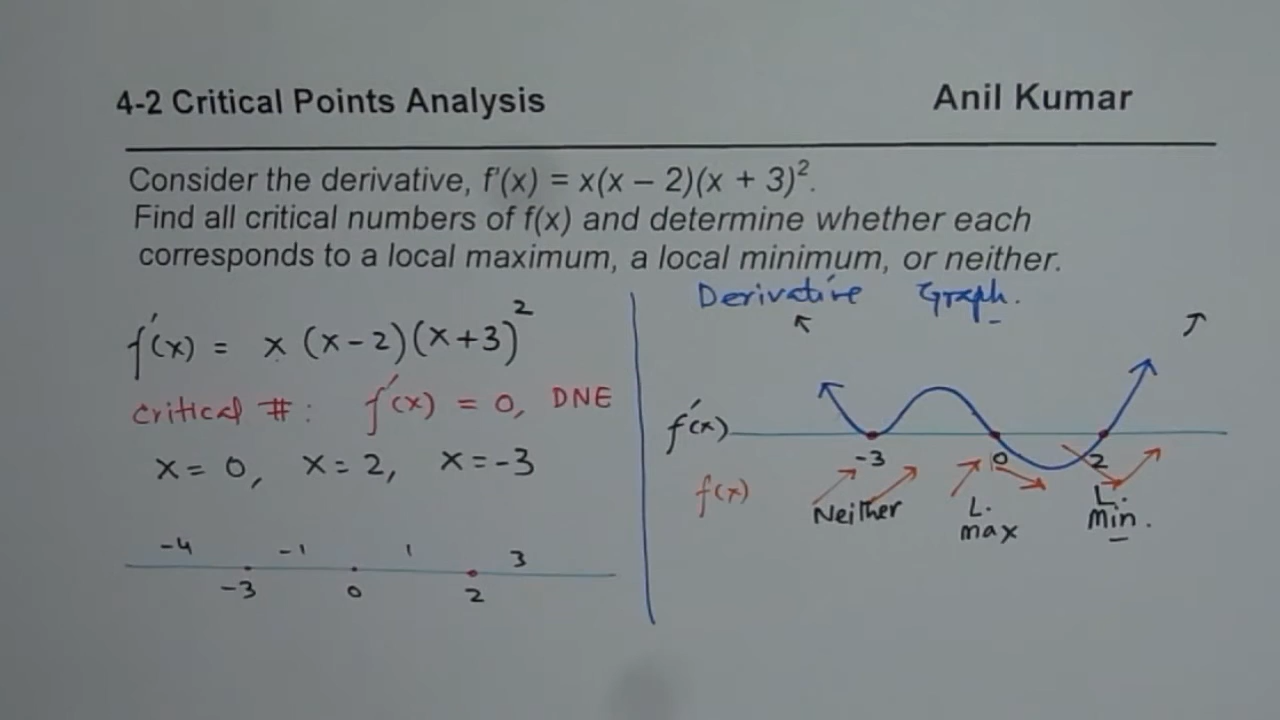 4-2 Critical Points Analysis Anil Kumar
Consider the derivative, f'(x) = x(x – 2)(x + 3)².
Find all critical numbers of f(x) and determine whether each
corresponds to a local maximum, a local minimum, or neither.
f'(x) = x (x-2)(x+3)²
Critical #: f'(x) = 0, DNE
x = 0, x = 2, x = -3
-4 -1 1 3
-3 0 2
Derivative Graph.
f'(x)
-3 0 2
f(x)
Neither L. max L. Min.